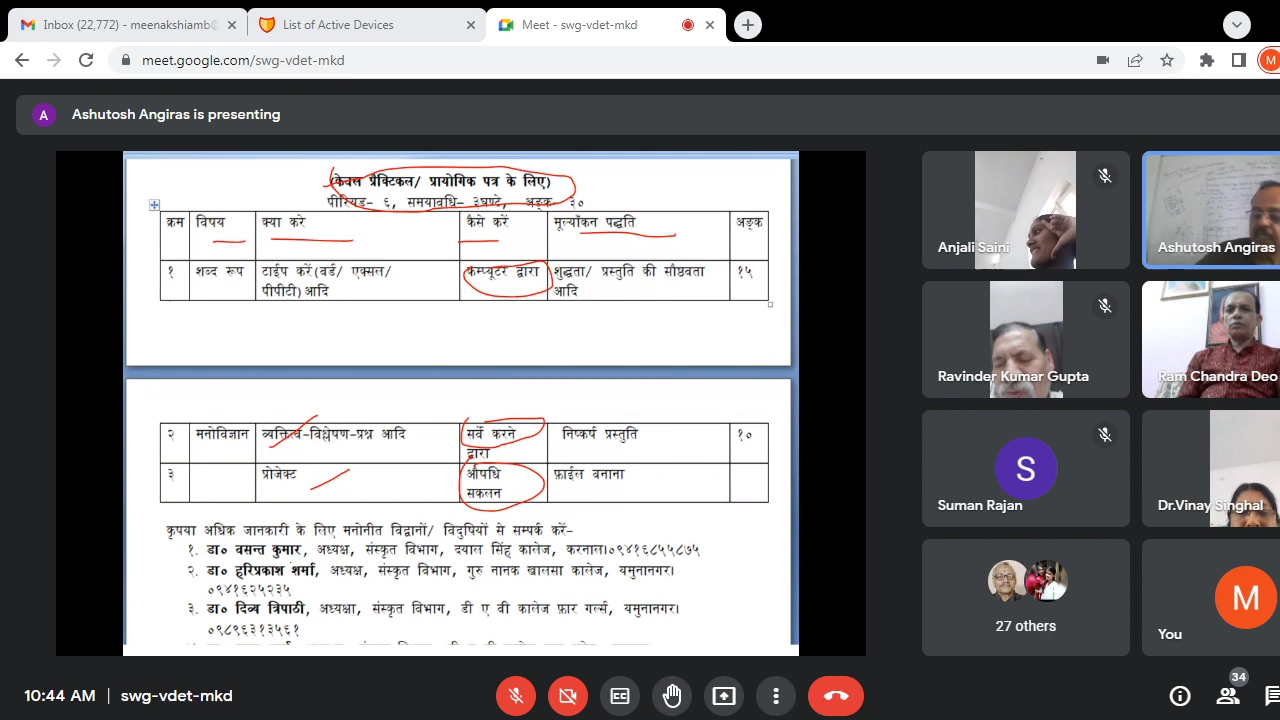 Inbox (22,772) - meenakshiamb@
List of Active Devices
Meet - swg-vdet-mkd
meet.google.com/swg-vdet-mkd
M
A Ashutosh Angiras is presenting
(केवल प्रैक्टिकल/ प्रायोगिक पत्र के लिए)
पीरियड- ६, समयावधि- ३घण्टे, अङ्क- ३०
क्रम विषय क्या करे कैसे करें मूल्याँकन पद्धति अङ्क
१ शब्द रूप टाईप करें(वर्ड/ एक्सल/ कम्प्यूटर द्वारा शुद्धता/ प्रस्तुति की सौष्ठवता १५
पीपीटी)आदि आदि
२ मनोविज्ञान व्यक्तित्व-विश्लेषण-प्रश्न आदि सर्वे करने निष्कर्ष प्रस्तुति १०
द्वारा
३ प्रोजेक्ट औषधि फ़ाईल बनाना
सकलन
कृपया अधिक जानकारी के लिए मनोनीत विद्वानों/ विदुषियों से सम्पर्क करें-
१. डा० वसन्त कुमार, अध्यक्ष, संस्कृत विभाग, दयाल सिंह कालेज, करनाल।०९४१६८५५८७५
२. डा० हरिप्रकाश शर्मा, अध्यक्ष, संस्कृत विभाग, गुरु नानक खालसा कालेज, यमुनानगर।
०९४१६२५२३५
३. डा० दिव्य त्रिपाठी, अध्यक्षा, संस्कृत विभाग, डी ए वी कालेज फ़ार गर्ल्स, यमुनानगर।
०९८९६३१३५६१
Anjali Saini
Ashutosh Angiras
Ravinder Kumar Gupta
Ram Chandra Deo
S
Suman Rajan
Dr.Vinay Singhal
27 others
M
You
10:44 AM | swg-vdet-mkd
34